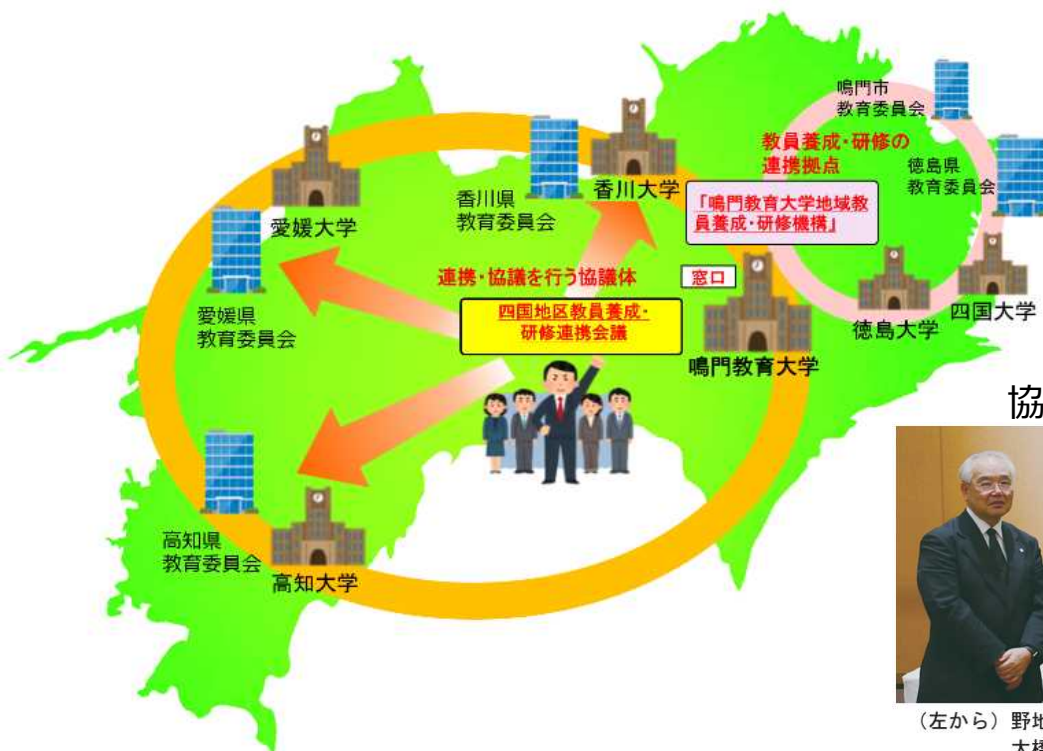 鳴門市
教育委員会
教員養成・研修の
連携拠点
徳島県
教育委員会
香川県
教育委員会
香川大学
「鳴門教育大学地域教
員養成・研修機構」
愛媛大学
連携・協議を行う協議体
窓口
四国地区教員養成・
研修連携会議
愛媛県
教育委員会
四国大学
徳島大学
鳴門教育大学
協
高知県
教育委員会
高知大学
（左から）野地